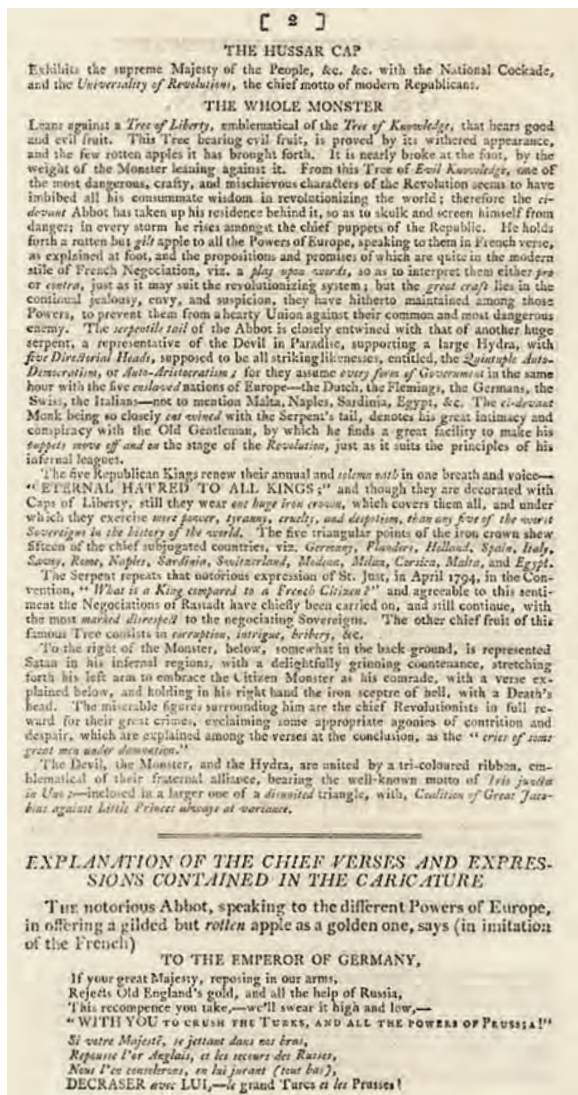 [ 2 ]
THE HUSSAR CAP
Exhibits the supreme Majesty of the People, &c. &c. with the National Cockade,
and the Universality of Revolutions, the chief motto of modern Republicans.
THE WHOLE MONSTER
Leans against a Tree of Liberty, emblematical of the Tree of Knowledge, that bears good
and evil fruit. This Tree bearing evil fruit, is proved by its withered appearance,
and the few rotten apples it has brought forth. It is nearly broke at the foot, by the
weight of the Monster leaning against it. From this Tree of Evil Knowledge, one of
the most dangerous, crafty, and mischievous characters of the Revolution seems to have
imbibed all his consummate wisdom in revolutionizing the world; therefore the ci-
devant Abbot has taken up his residence behind it, so as to skulk and screen himself from
danger; in every storm he rises amongst the chief puppets of the Republic. He holds
forth a rotten but gilt apple to all the Powers of Europe, speaking to them in French verse,
as explained at foot, and the propositions and promises of which are quite in the modern
stile of French Negociation, viz. a play upon words, so as to interpret them either pro
or contra, just as it may suit the revolutionizing system; but the great craft lies in the
continual jealousy, envy, and suspicion, they have hitherto maintained among those
Powers, to prevent them from a hearty Union against their common and most dangerous
enemy. The serpentile tail of the Abbot is closely entwined with that of another huge
serpent, a representative of the Devil in Paradise, supporting a large Hydra, with
five Directorial Heads, supposed to be all striking likenesses, entitled, the Quintuple Auto-
Democratism, or Auto-Aristocratism; for they assume every form of Government in the same
hour with the five enslaved nations of Europe—the Dutch, the Flemings, the Germans, the
Swiss, the Italians—not to mention Malta, Naples, Sardinia, Egypt, &c. The ci-devant
Monk being so closely entwined with the Serpent's tail, denotes his great intimacy and
conspiracy with the Old Gentleman, by which he finds a great facility to make his
puppets move off and on the stage of the Revolution, just as it suits the principles of his
infernal leagues.
The five Republican Kings renew their annual and solemn oath in one breath and voice—
"ETERNAL HATRED TO ALL KINGS;" and though they are decorated with
Caps of Liberty, still they wear one huge iron crown, which covers them all, and under
which they exercise more power, tyranny, cruelty, and despotism, than any five of the worst
Sovereigns in the history of the world. The five triangular points of the iron crown shew
fifteen of the chief subjugated countries, viz. Germany, Flanders, Holland, Spain, Italy,
Savoy, Rome, Naples, Sardinia, Switzerland, Modena, Milan, Corsica, Malta, and Egypt.
The Serpent repeats that notorious expression of St. Just, in April 1794, in the Con-
vention, "What is a King compared to a French Citizen?" and agreeable to this senti-
ment the Negociations of Rastadt have chiefly been carried on, and still continue, with
the most marked disrespect to the negociating Sovereigns. The other chief fruit of this
famous Tree consists in corruption, intrigue, bribery, &c.
To the right of the Monster, below, somewhat in the back ground, is represented
Satan in his infernal regions, with a delightfully grinning countenance, stretching
forth his left arm to embrace the Citizen Monster as his comrade, with a verse ex-
plained below, and holding in his right hand the iron sceptre of hell, with a Death's
head. The miserable figures surrounding him are the chief Revolutionists in full re-
ward for their great crimes, exclaiming some appropriate agonies of contrition and
despair, which are explained among the verses at the conclusion, as the "cries of some
great men under damnation."
The Devil, the Monster, and the Hydra, are united by a tri-coloured ribbon, em-
blematical of their fraternal alliance, bearing the well-known motto of Tria juncta
in Uno:—inclosed in a larger one of a disunited triangle, with, Coalition of Great Jaco-
bins against Little Princes always at variance.
EXPLANATION OF THE CHIEF VERSES AND EXPRES-
SIONS CONTAINED IN THE CARICATURE
THE notorious Abbot, speaking to the different Powers of Europe,
in offering a gilded but rotten apple as a golden one, says (in imitation
of the French)
TO THE EMPEROR OF GERMANY,
If your great Majesty, reposing in our arms,
Rejects Old England's gold, and all the help of Russia,
This recompence you take,—we'll swear it high and low,—
"WITH YOU TO CRUSH THE TURKS, AND ALL THE POWERS OF PRUSSIA!"
Si votre Majesté, se jettant dans nos bras,
Repousse l'or Anglais, et les secours des Russes,
Nous l'en consolerons, en lui jurant (tout bas),
DECRASER avec LUI,—le grand Turcs et les Prusses!